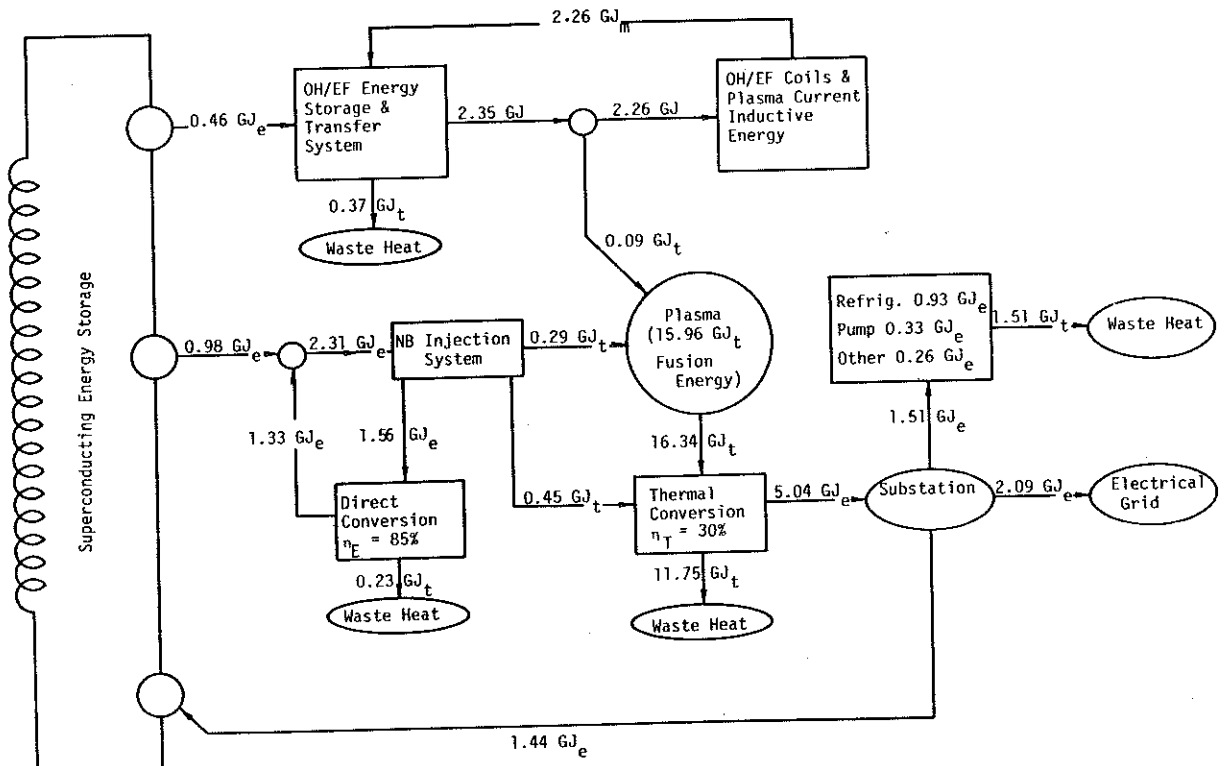 2.26 GJm
OH/EF Energy
Storage &
Transfer
System
OH/EF Coils &
Plasma Current
Inductive
Energy
0.46 GJe
2.35 GJ
2.26 GJ
0.37 GJt
Waste Heat
0.09 GJt
Superconducting Energy Storage
Plasma
(15.96 GJt
Fusion
Energy)
Refrig. 0.93 GJe
Pump 0.33 GJe
Other 0.26 GJe
1.51 GJt
Waste Heat
0.98 GJe
2.31 GJe
NB Injection
System
0.29 GJt
1.33 GJe
1.56 GJe
16.34 GJt
1.51 GJe
Direct
Conversion
ηE = 85%
0.45 GJt
Thermal
Conversion
ηT = 30%
5.04 GJe
Substation
2.09 GJe
Electrical
Grid
0.23 GJt
Waste Heat
11.75 GJt
Waste Heat
1.44 GJe